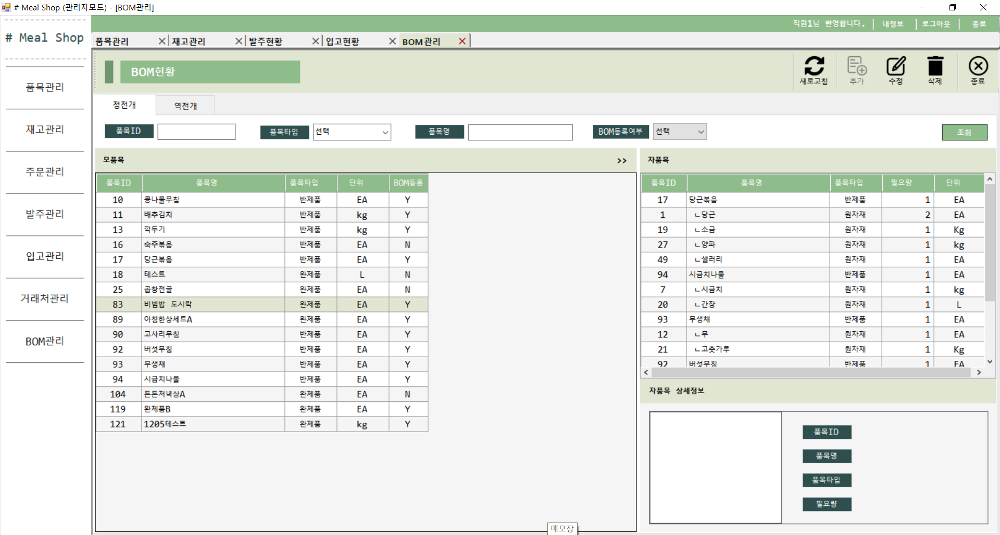 # Meal Shop (관리자모드) - [BOM관리]
직원1님 환영합니다. 내정보 로그아웃 종료
# Meal Shop
품목관리 재고관리 발주현황 입고현황 BOM관리
BOM현황
새로고침 추가 수정 삭제 종료
품목관리
재고관리
주문관리
발주관리
입고관리
거래처관리
BOM관리
정전개 역전개
품목ID 품목타입 선택 품목명 BOM등록여부 선택 조회
모품목 >>
품목ID 품목명 품목타입 단위 BOM등록
10 콩나물무침 반제품 EA Y
11 배추김치 반제품 kg Y
13 깍두기 반제품 kg Y
16 숙주볶음 반제품 EA N
17 당근볶음 반제품 EA Y
18 테스트 완제품 L N
25 곱창전골 완제품 EA N
83 비빔밥 도시락 완제품 EA Y
89 아침한상세트A 완제품 EA Y
90 고사리무침 반제품 EA Y
92 버섯무침 반제품 EA Y
93 무생채 반제품 EA Y
94 시금치나물 반제품 EA Y
104 든든저녁상A 완제품 EA N
119 완제품B 완제품 EA Y
121 1205테스트 완제품 kg Y
자품목
품목ID 품목명 품목타입 필요량 단위
17 당근볶음 반제품 1 EA
1 ㄴ당근 원자재 2 EA
19 ㄴ소금 원자재 1 Kg
27 ㄴ양파 원자재 1 kg
49 ㄴ샐러리 원자재 1 EA
94 시금치나물 반제품 1 EA
7 ㄴ시금치 원자재 1 kg
20 ㄴ간장 원자재 1 L
93 무생채 반제품 1 EA
12 ㄴ무 원자재 1 EA
21 ㄴ고춧가루 원자재 1 Kg
92 버섯무침 반제품 1 EA
자품목 상세정보
품목ID
품목명
품목타입
필요량
메모장